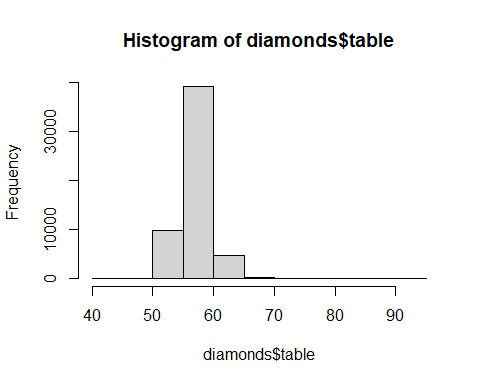 Histogram of diamonds$table
Frequency
30000
10000
0
40 50 60 70 80 90
diamonds$table